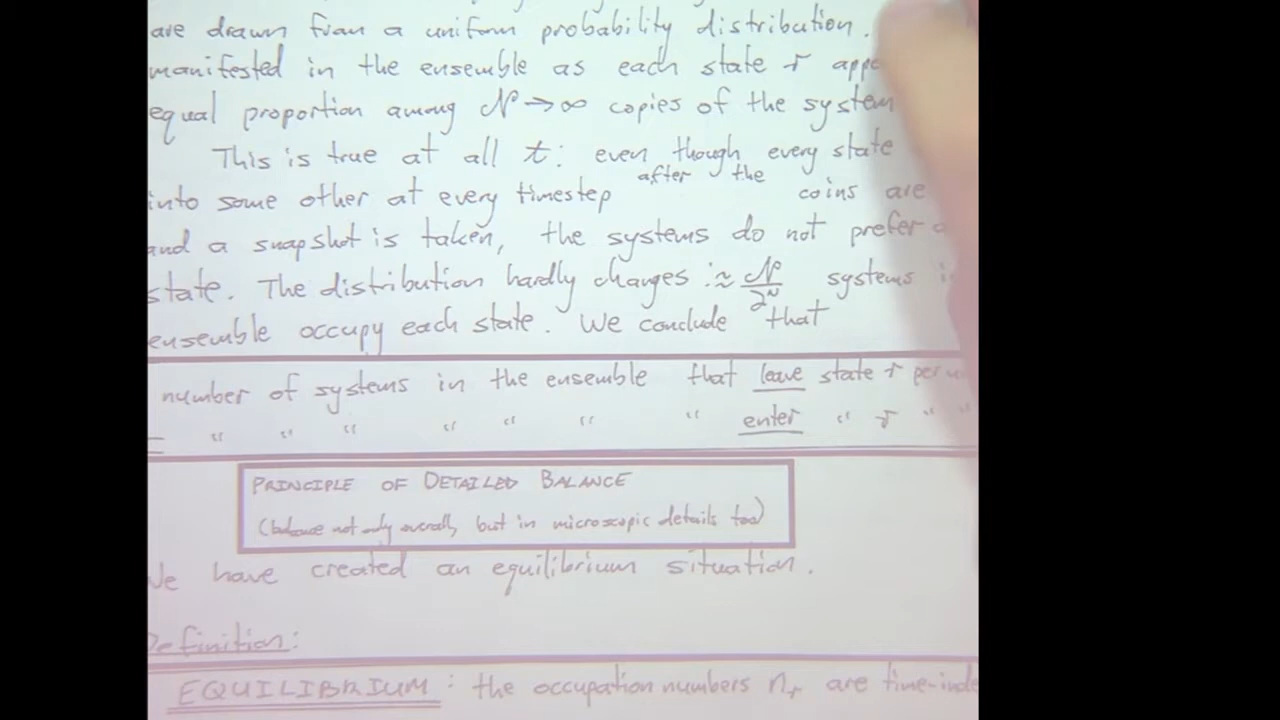 are drawn from a uniform probability distribution.
manifested in the ensemble as each state r appe
equal proportion among 𝒩→∞ copies of the system
This is true at all t: even though every state
into some other at every timestep after the coins are
and a snapshot is taken, the systems do not prefer a
state. The distribution hardly changes :≈ 𝒩/2^N systems i
ensemble occupy each state. We conclude that
number of systems in the ensemble that leave state r per
= " " " " " " " enter " r " "
PRINCIPLE OF DETAILED BALANCE
(balance not only overall, but in microscopic details too)
We have created an equilibrium situation.
Definition:
EQUILIBRIUM: the occupation numbers n_r are time-inde